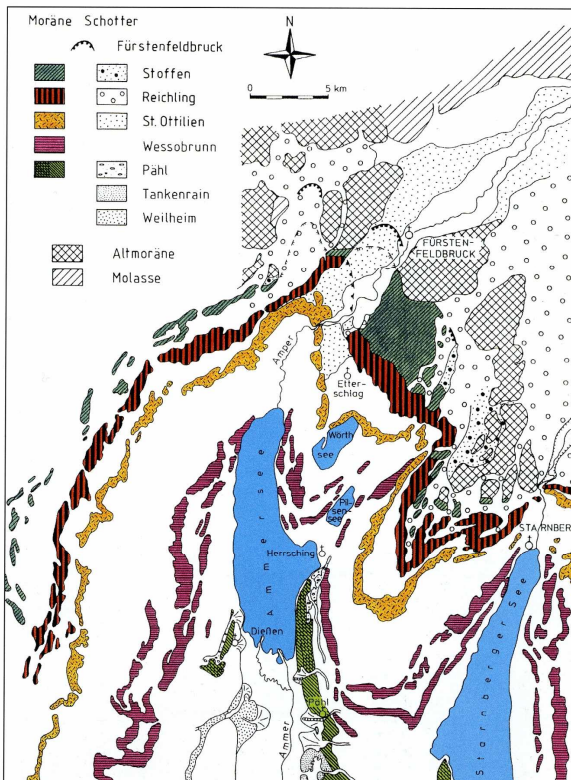 Moräne Schotter
Fürstenfeldbruck
Stoffen
Reichling
St. Ottilien
Wessobrunn
Pähl
Tankenrain
Weilheim
Altmoräne
Molasse
N
0 5 km
FÜRSTEN-
FELDBRUCK
Amper
Etter-
schlag
Wörth
see
Pil
sen
see
STARNBER
Herrsching
Ammersee
Dießen
Pähl
Ammer
Starnberger See